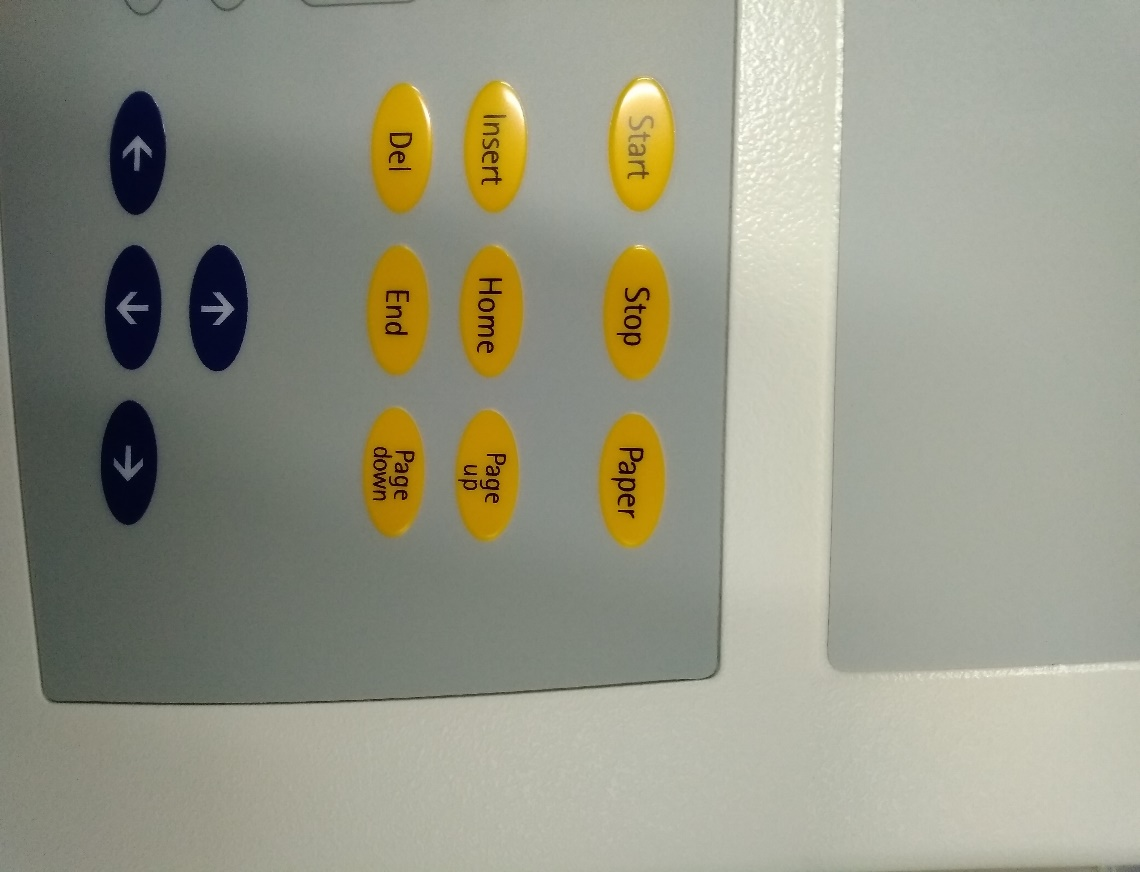 Start
Stop
Paper
Insert
Home
Page
up
Del
End
Page
down